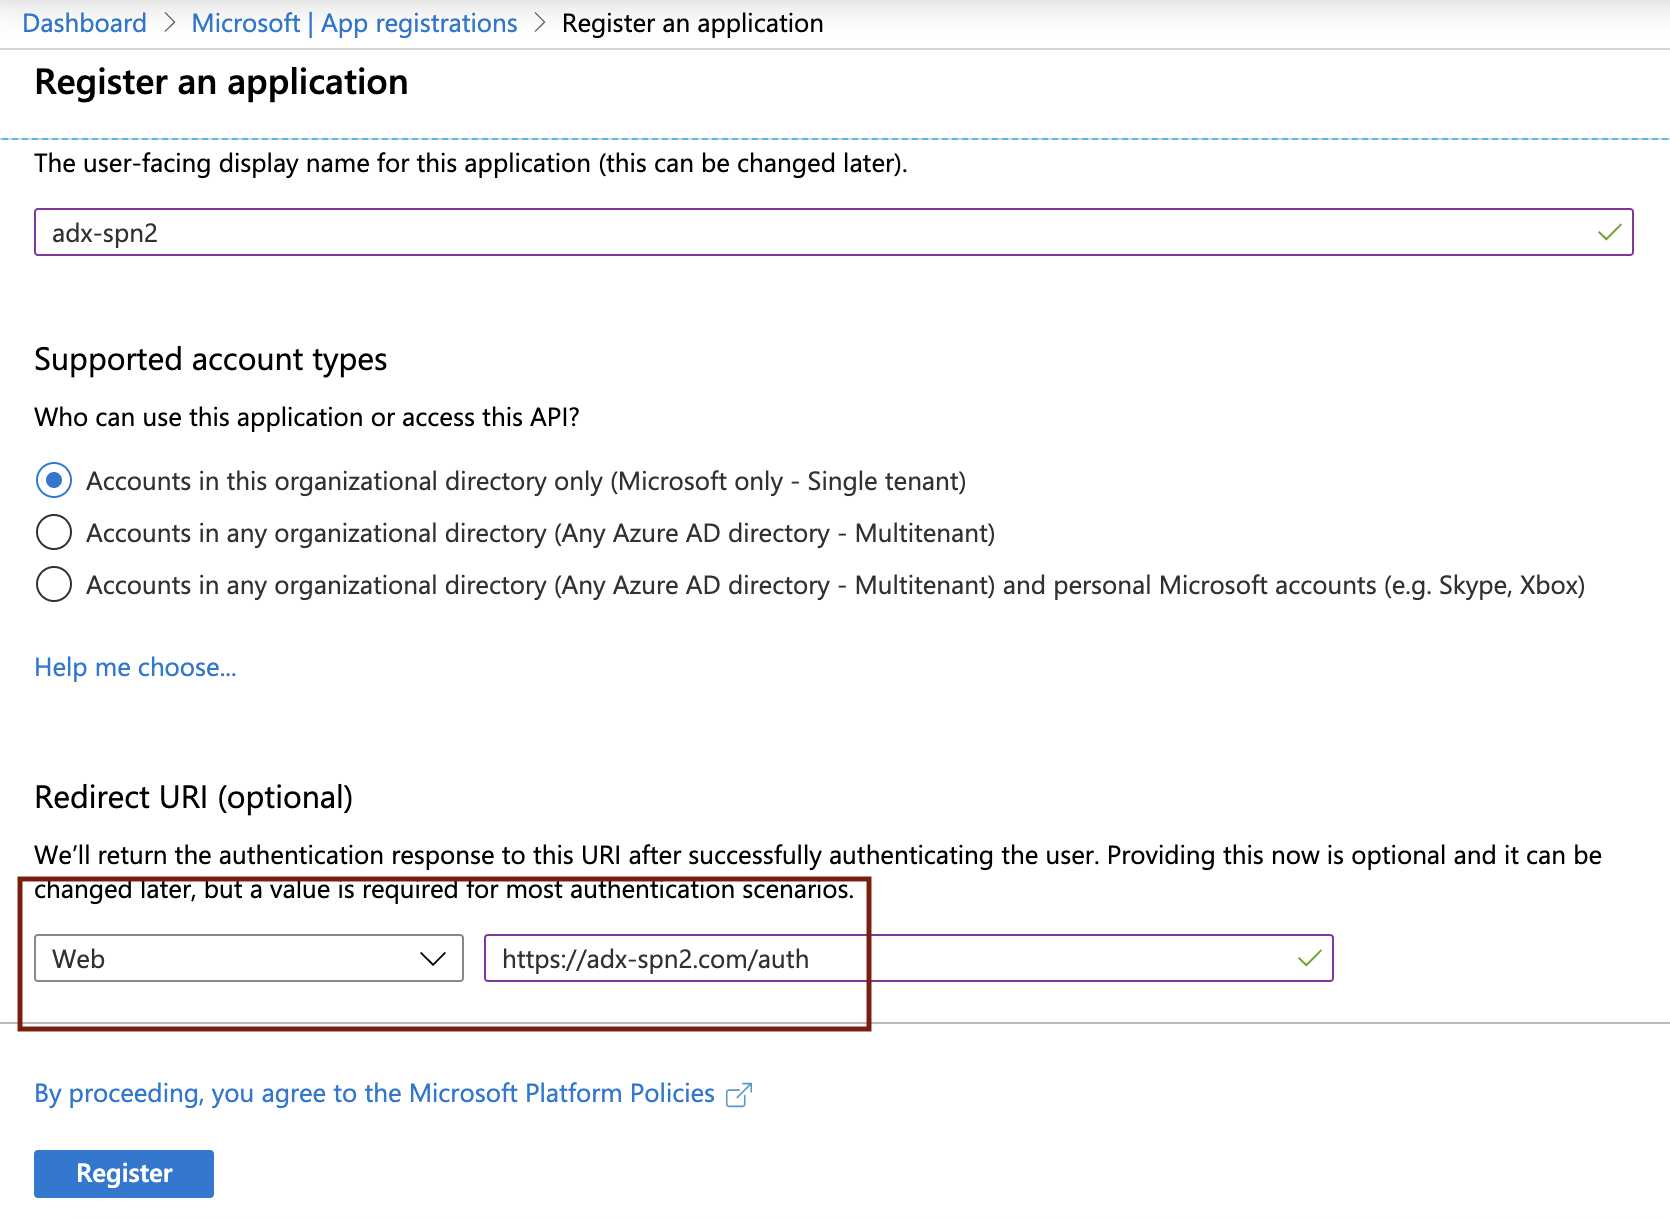 Dashboard > Microsoft | App registrations > Register an application
Register an application
The user-facing display name for this application (this can be changed later).
adx-spn2
Supported account types
Who can use this application or access this API?
Accounts in this organizational directory only (Microsoft only - Single tenant)
Accounts in any organizational directory (Any Azure AD directory - Multitenant)
Accounts in any organizational directory (Any Azure AD directory - Multitenant) and personal Microsoft accounts (e.g. Skype, Xbox)
Help me choose...
Redirect URI (optional)
We’ll return the authentication response to this URI after successfully authenticating the user. Providing this now is optional and it can be
changed later, but a value is required for most authentication scenarios.
Web https://adx-spn2.com/auth
By proceeding, you agree to the Microsoft Platform Policies
Register